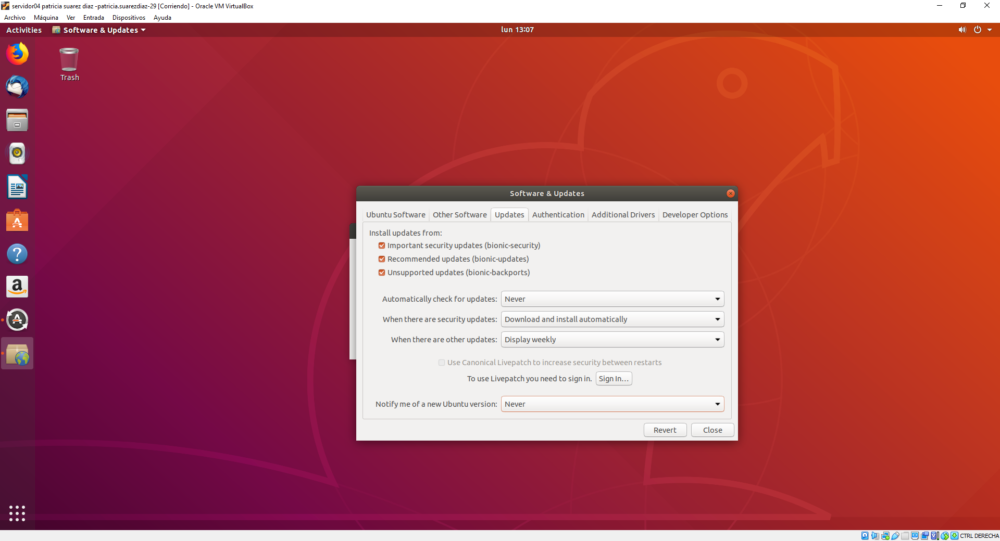 servidor04 patricia suarez diaz -patricia.suarezdiaz-29 [Corriendo] - Oracle VM VirtualBox
Archivo Máquina Ver Entrada Dispositivos Ayuda
Activities Software & Updates lun 13:07
Trash
Software & Updates
Ubuntu Software Other Software Updates Authentication Additional Drivers Developer Options
Install updates from:
Important security updates (bionic-security)
Recommended updates (bionic-updates)
Unsupported updates (bionic-backports)
Automatically check for updates: Never
When there are security updates: Download and install automatically
When there are other updates: Display weekly
Use Canonical Livepatch to increase security between restarts
To use Livepatch you need to sign in. Sign In...
Notify me of a new Ubuntu version: Never
Revert Close
CTRL DERECHA